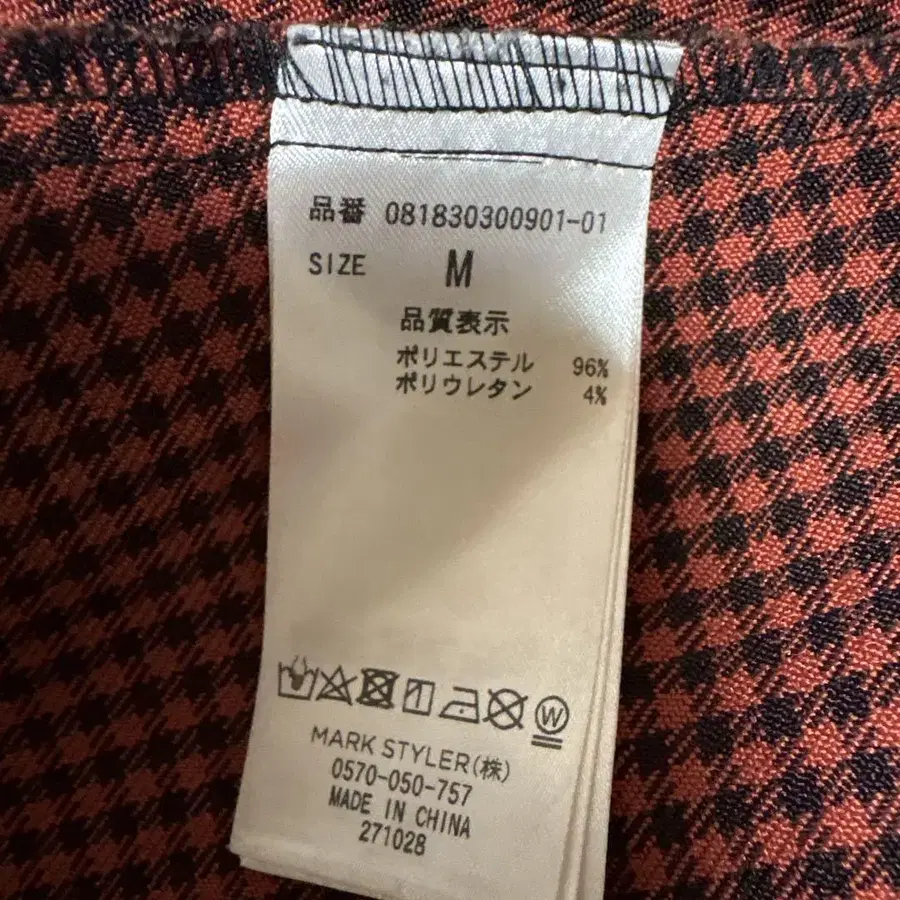 品番 081830300901-01
SIZE M
品質表示
ポリエステル 96%
ポリウレタン 4%
W
MARK STYLER(株)
0570-050-757
MADE IN CHINA
271028